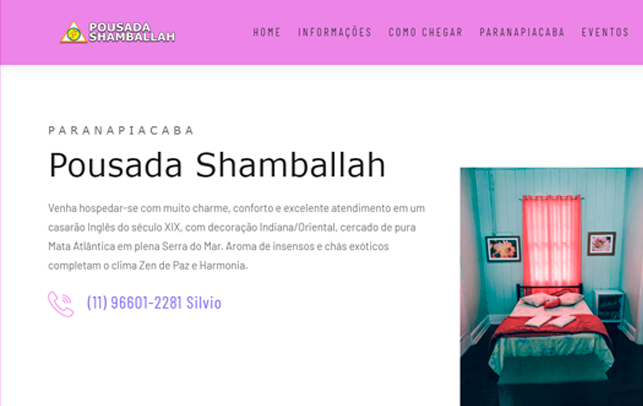 POUSADA
SHAMBALLAH
HOME INFORMAÇÕES COMO CHEGAR PARANAPIACABA EVENTOS
PARANAPIACABA
Pousada Shamballah
Venha hospedar-se com muito charme, conforto e excelente atendimento em um
casarão Inglês do século XIX, com decoração Indiana/Oriental, cercado de pura
Mata Atlântica em plena Serra do Mar. Aroma de insensos e chás exóticos
completam o clima Zen de Paz e Harmonia.
(11) 96601-2281 Silvio